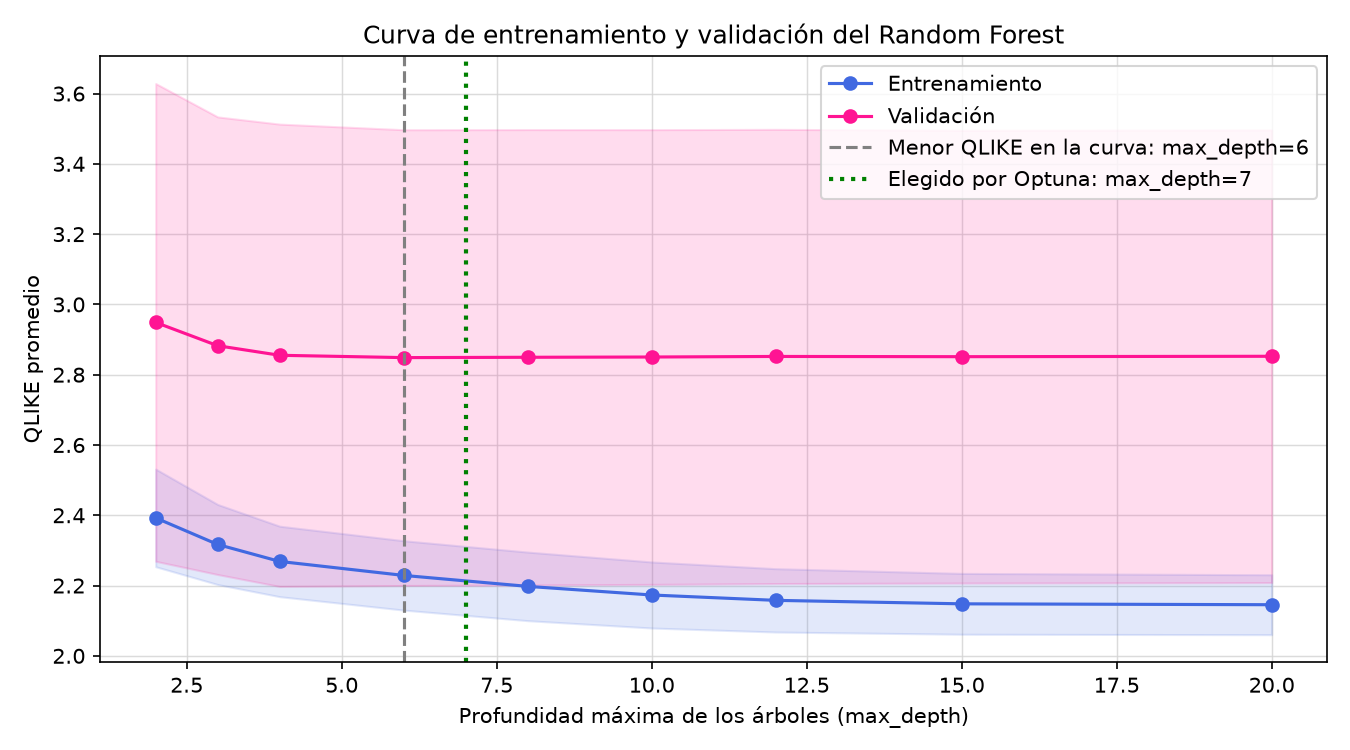 Curva de entrenamiento y validación del Random Forest
Entrenamiento
Validación
Menor QLIKE en la curva: max_depth=6
Elegido por Optuna: max_depth=7
QLIKE promedio
3.6
3.4
3.2
3.0
2.8
2.6
2.4
2.2
2.0
2.5
5.0
7.5
10.0
12.5
15.0
17.5
20.0
Profundidad máxima de los árboles (max_depth)